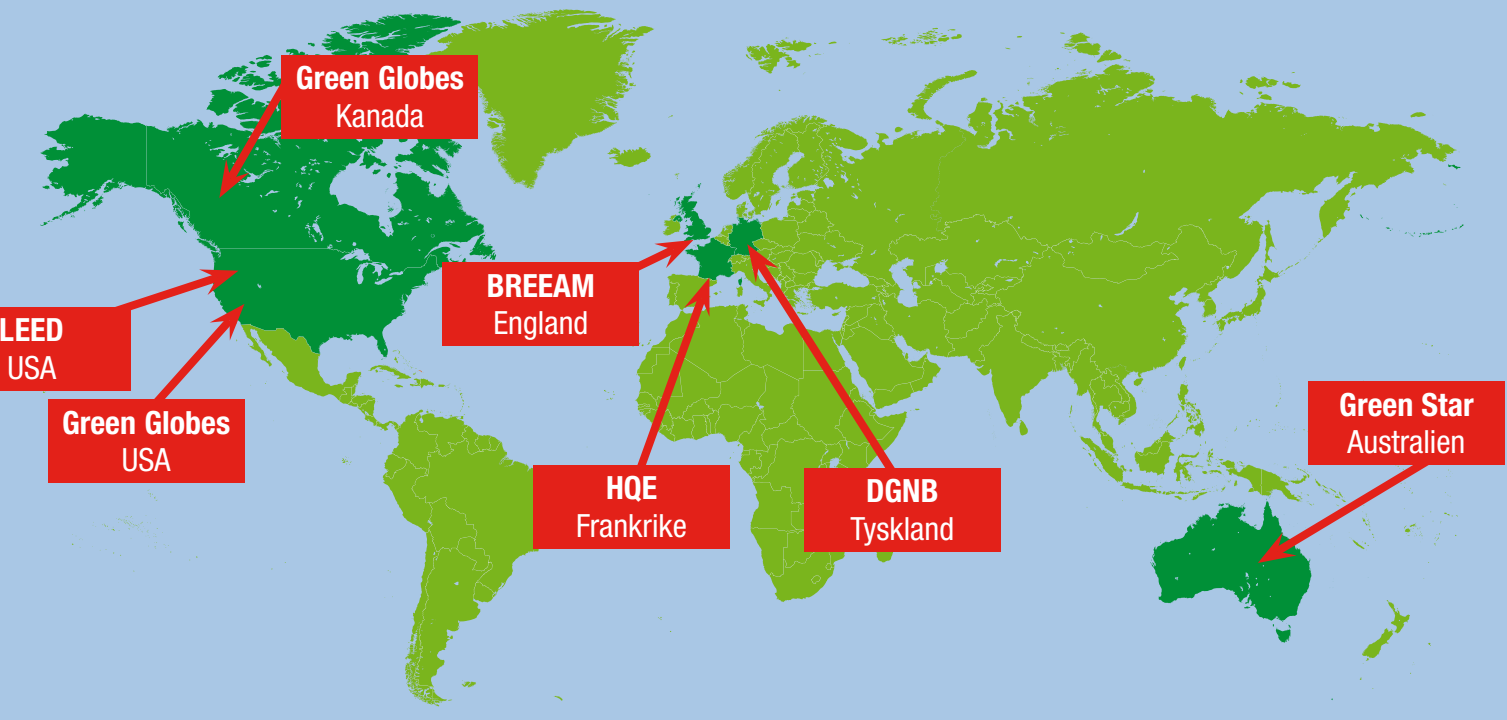 Green Globes
Kanada
BREEAM
England
LEED
USA
Green Globes
USA
HQE
Frankrike
DGNB
Tyskland
Green Star
Australien